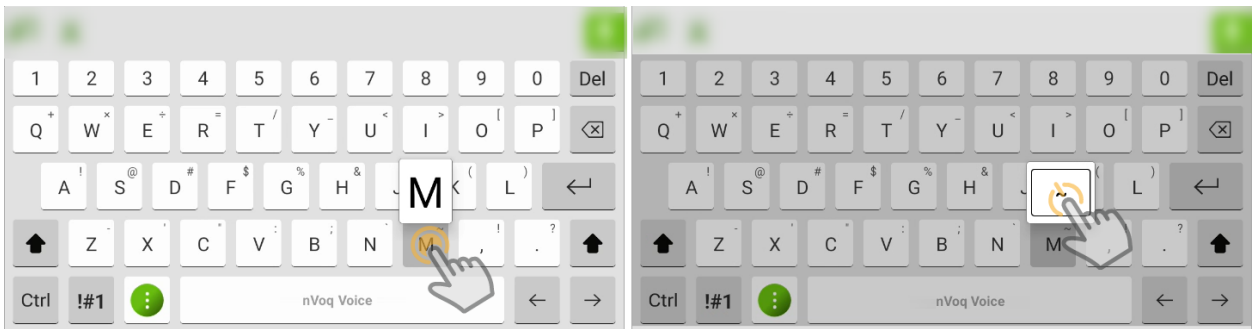 1 2 3 4 5 6 7 8 9 0 Del
Q + W × E ÷ R = T / Y _ U < I > O [ P ]
A ! S @ D # F $ G % H & M ( L )
Z - X ' C " V : B ; N ` M ~ , ! . ?
Ctrl !#1 nVoq Voice ← →
1 2 3 4 5 6 7 8 9 0 Del
Q + W × E ÷ R = T / Y _ U < I > O [ P ]
A ! S @ D # F $ G % H & ~ ( L )
Z - X ' C " V : B ; N ` M ~ , . ?
Ctrl !#1 nVoq Voice ← →